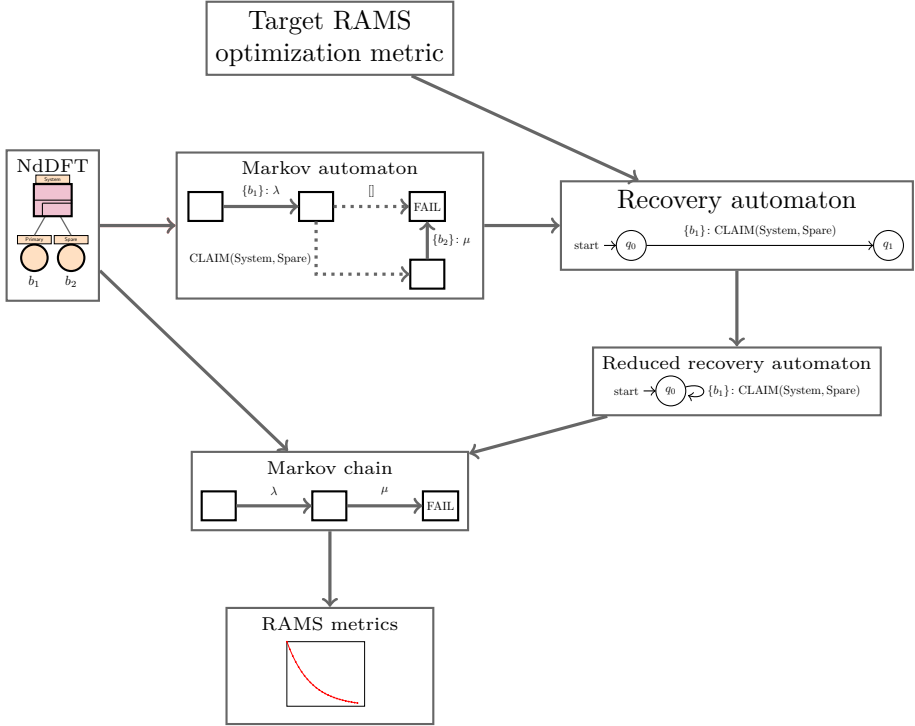 Target RAMS
optimization metric
NdDFT
System
Primary
Spare
b₁
b₂
Markov automaton
{b₁}: λ
[]
FAIL
{b₂}: μ
CLAIM(System, Spare)
Recovery automaton
{b₁}: CLAIM(System, Spare)
start
q₀
q₁
Reduced recovery automaton
start
q₀
{b₁}: CLAIM(System, Spare)
Markov chain
λ
μ
FAIL
RAMS metrics